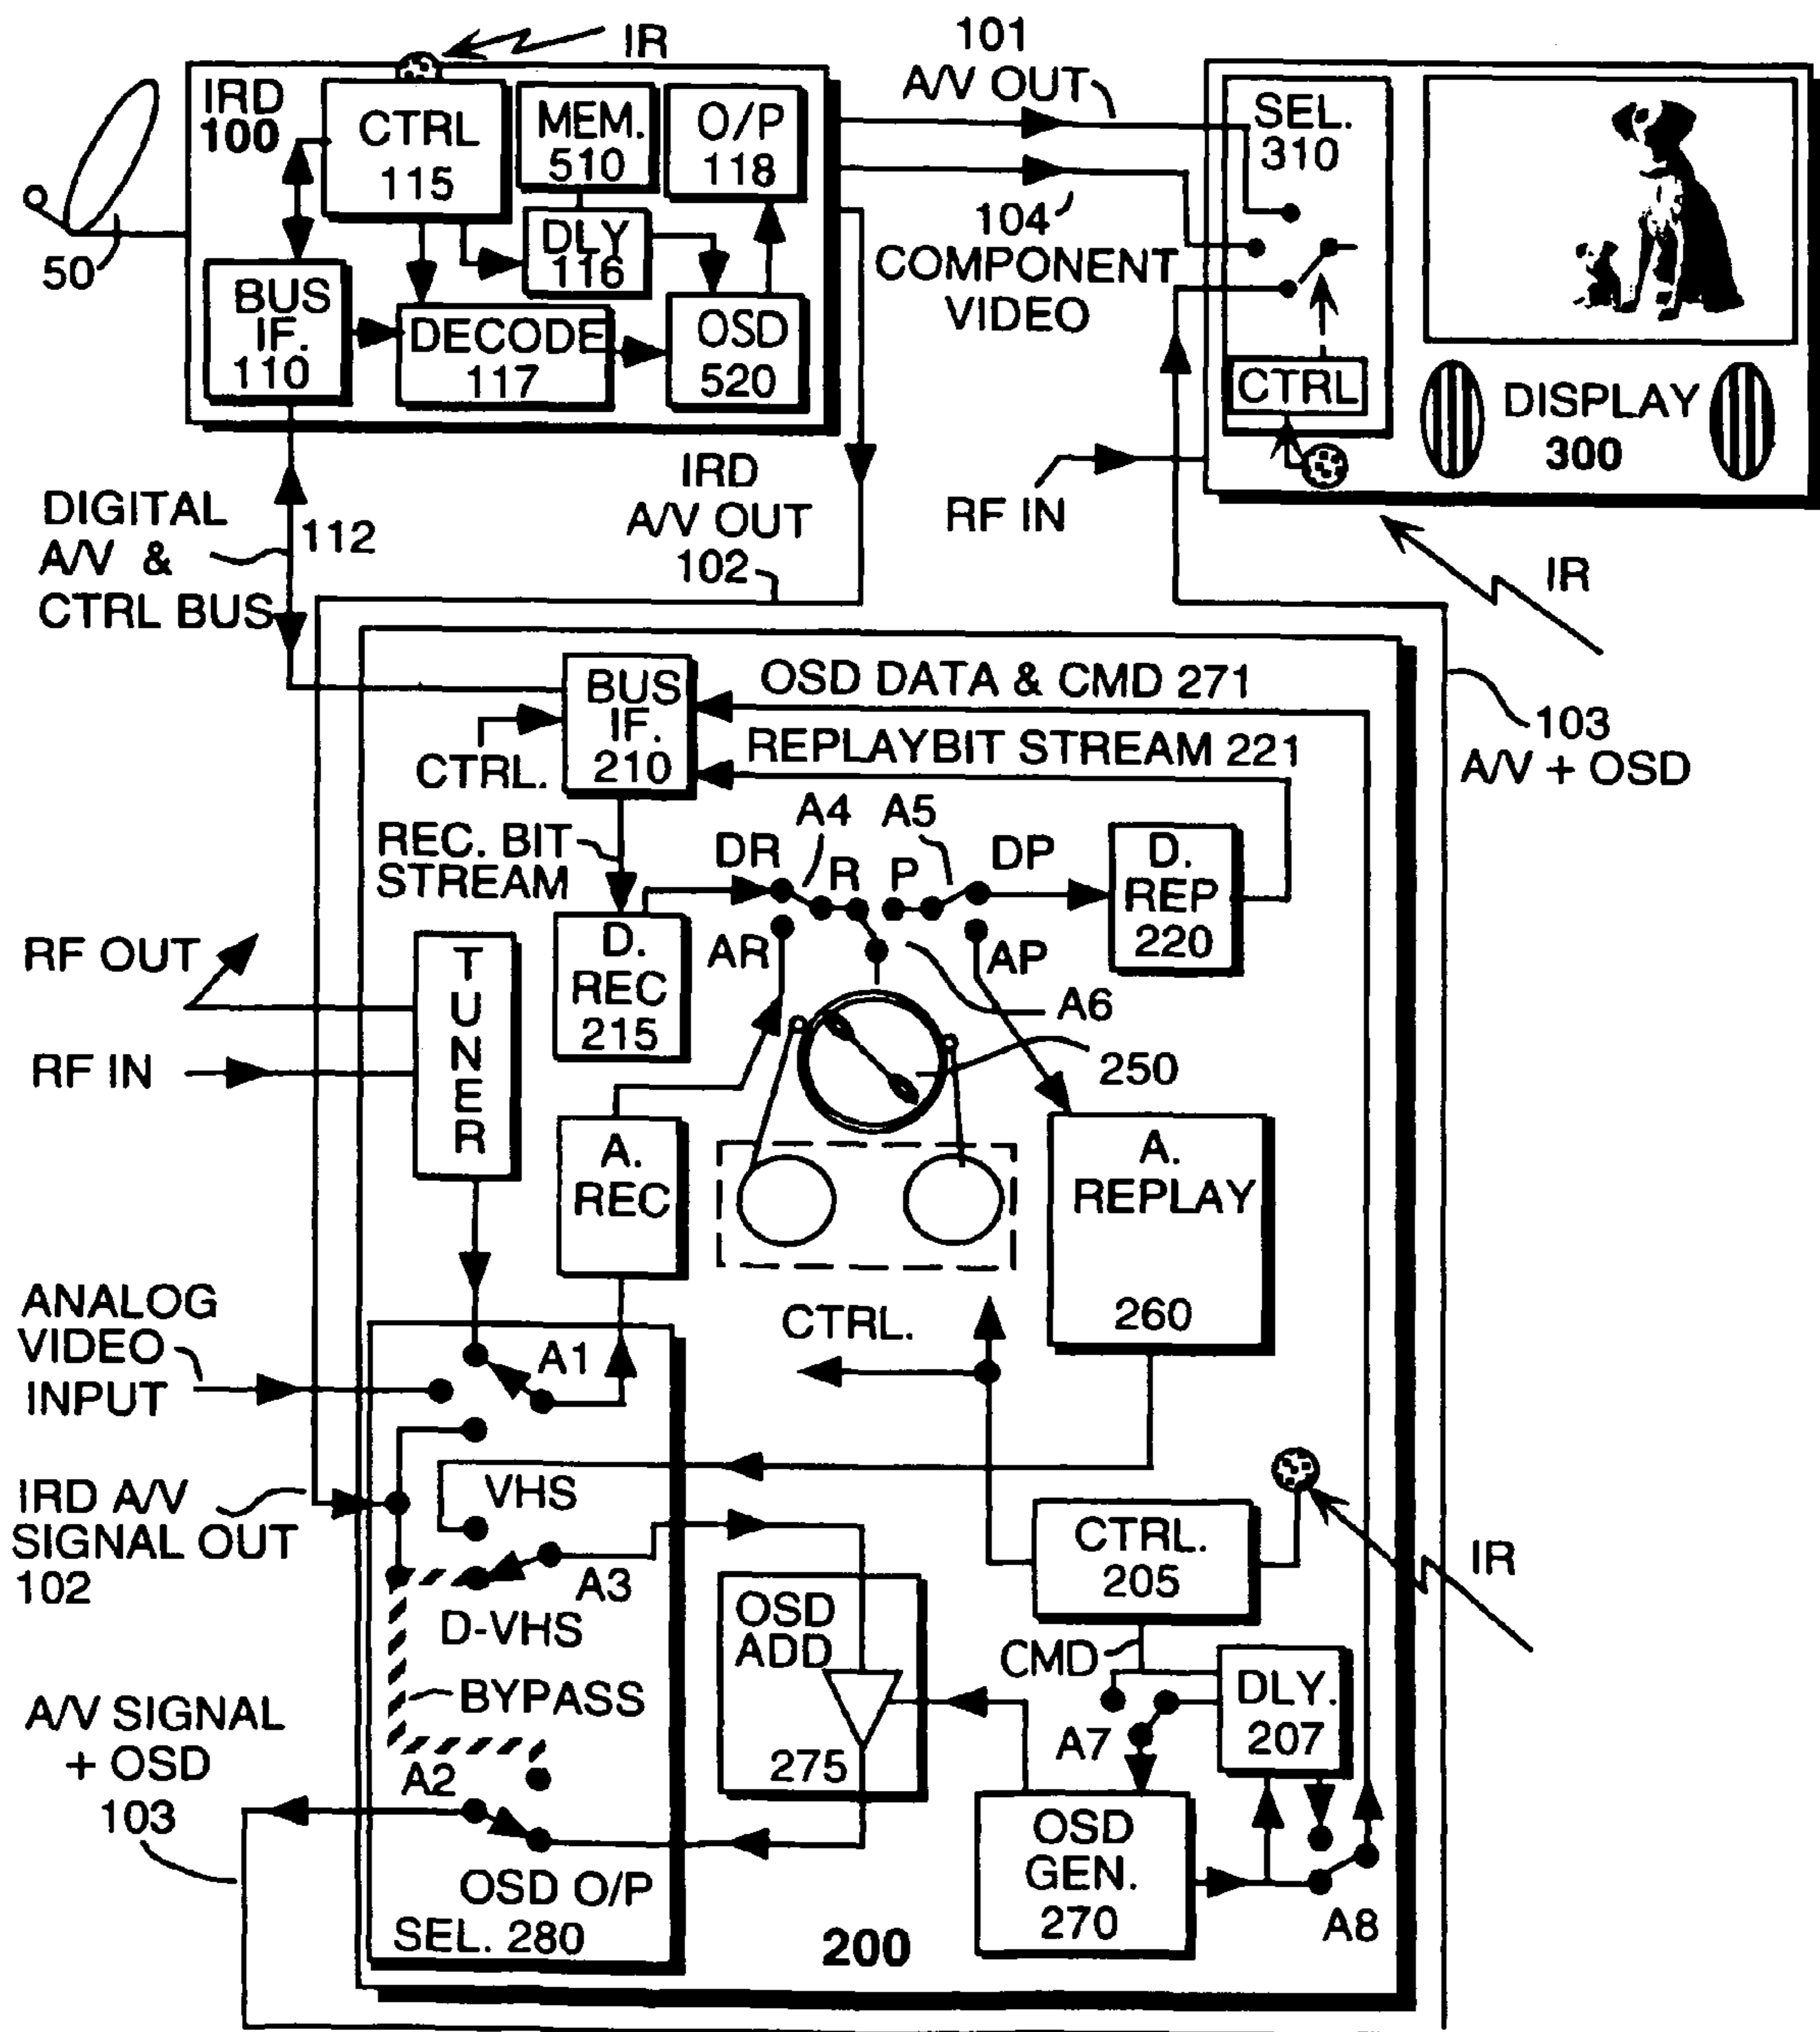 IR
101
A/V OUT
IRD
100
CTRL
115
MEM.
510
O/P
118
SEL.
310
50
DLY
116
104
COMPONENT
VIDEO
BUS
IF.
110
DECODE
117
OSD
520
CTRL
DISPLAY
300
IRD
A/V OUT
102
RF IN
DIGITAL
A/V &
CTRL BUS
112
IR
BUS
IF.
210
OSD DATA & CMD 271
CTRL.
REPLAYBIT STREAM 221
103
A/V + OSD
REC. BIT
STREAM
A4
A5
DR
R
P
DP
D.
REP
220
RF OUT
TUNER
D.
REC
215
AR
AP
A6
RF IN
250
A.
REC
A.
REPLAY
260
ANALOG
VIDEO
INPUT
A1
CTRL.
IRD A/V
SIGNAL OUT
102
VHS
A3
D-VHS
CTRL.
205
IR
OSD
ADD
275
CMD
DLY.
207
BYPASS
A7
A/V SIGNAL
+ OSD
103
A2
OSD
GEN.
270
OSD O/P
SEL. 280
200
A8